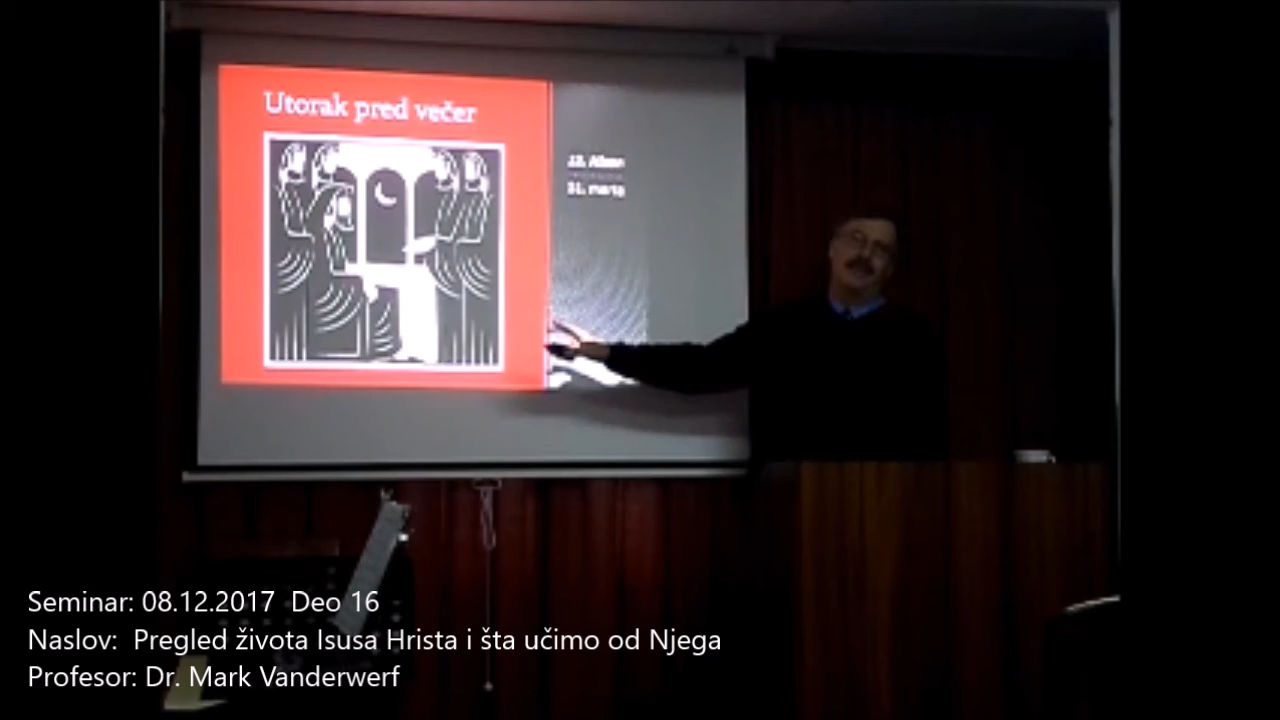 Utorak pred večer
31. marta
Seminar: 08.12.2017 Deo 16
Naslov: Pregled života Isusa Hrista i šta učimo od Njega
Profesor: Dr. Mark Vanderwerf